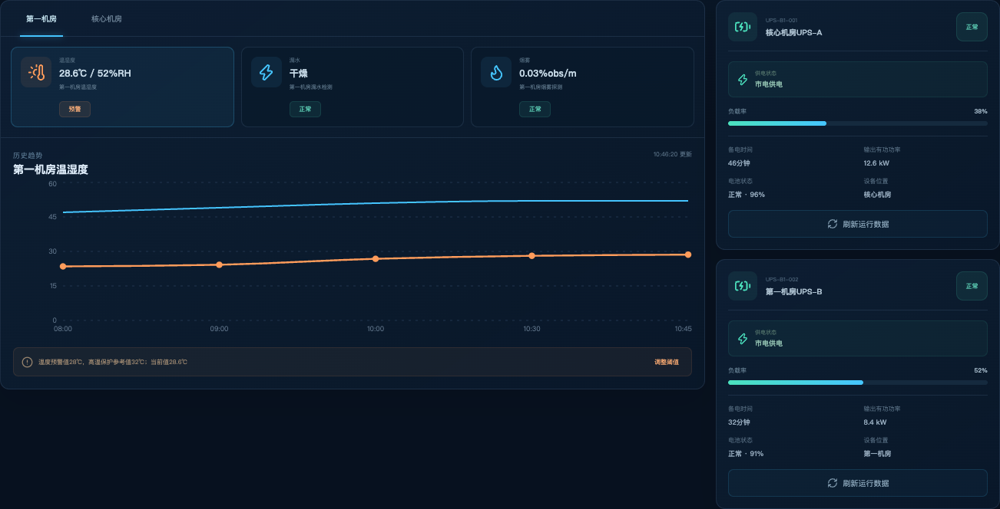 第一机房
核心机房
温湿度
28.6℃ / 52%RH
第一机房温湿度
预警
漏水
干燥
第一机房漏水检测
正常
烟雾
0.03%obs/m
第一机房烟雾探测
正常
历史趋势
第一机房温湿度
10:46:20 更新
60
45
30
15
0
08:00
09:00
10:00
10:30
10:45
温度预警值28℃，高温保护参考值32℃；当前值28.6℃
调整阈值
UPS-B1-001
核心机房UPS-A
正常
供电状态
市电供电
负载率
38%
备电时间
输出有功功率
46分钟
12.6 kW
电池状态
设备位置
正常 · 96%
核心机房
刷新运行数据
UPS-B1-002
第一机房UPS-B
正常
供电状态
市电供电
负载率
52%
备电时间
输出有功功率
32分钟
8.4 kW
电池状态
设备位置
正常 · 91%
第一机房
刷新运行数据